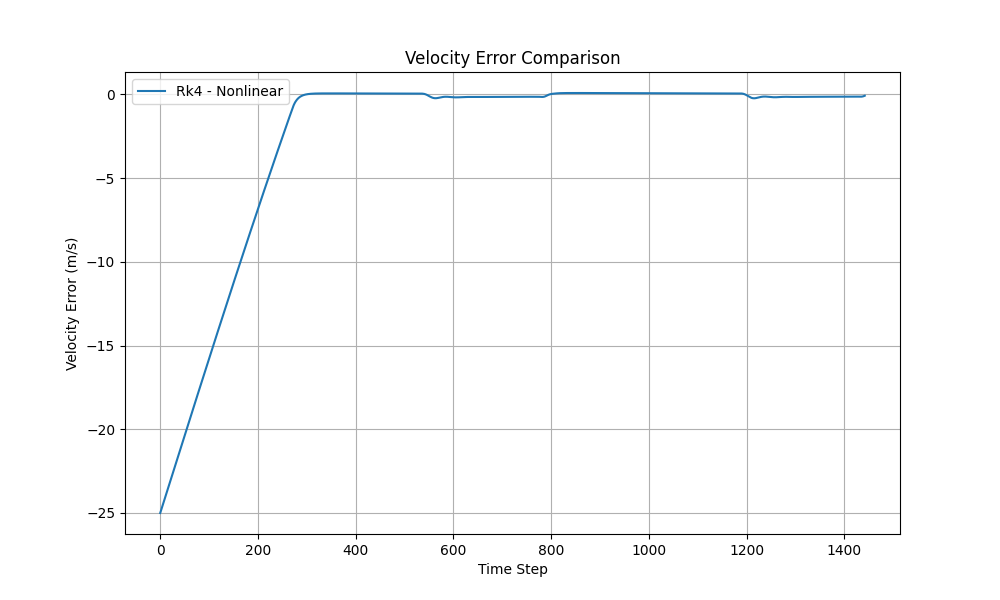 Velocity Error Comparison
Rk4 - Nonlinear
Velocity Error (m/s)
0
−5
−10
−15
−20
−25
0 200 400 600 800 1000 1200 1400
Time Step